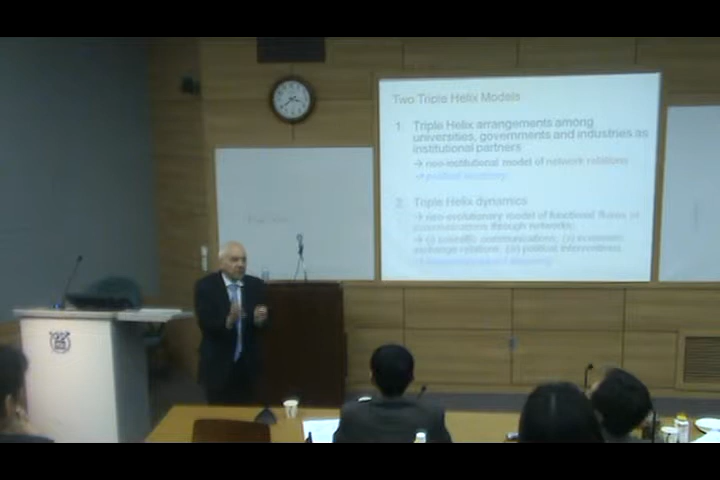 Two Triple Helix Models
1. Triple Helix arrangements among
universities, governments and industries as
institutional partners
→ neo-institutional model of network relations
→
2. Triple Helix dynamics
→ neo-evolutionary model of functional fluxes of
communications through networks;
→ (i) scientific communications, (ii) economic
exchange relations, (iii) political interventions;